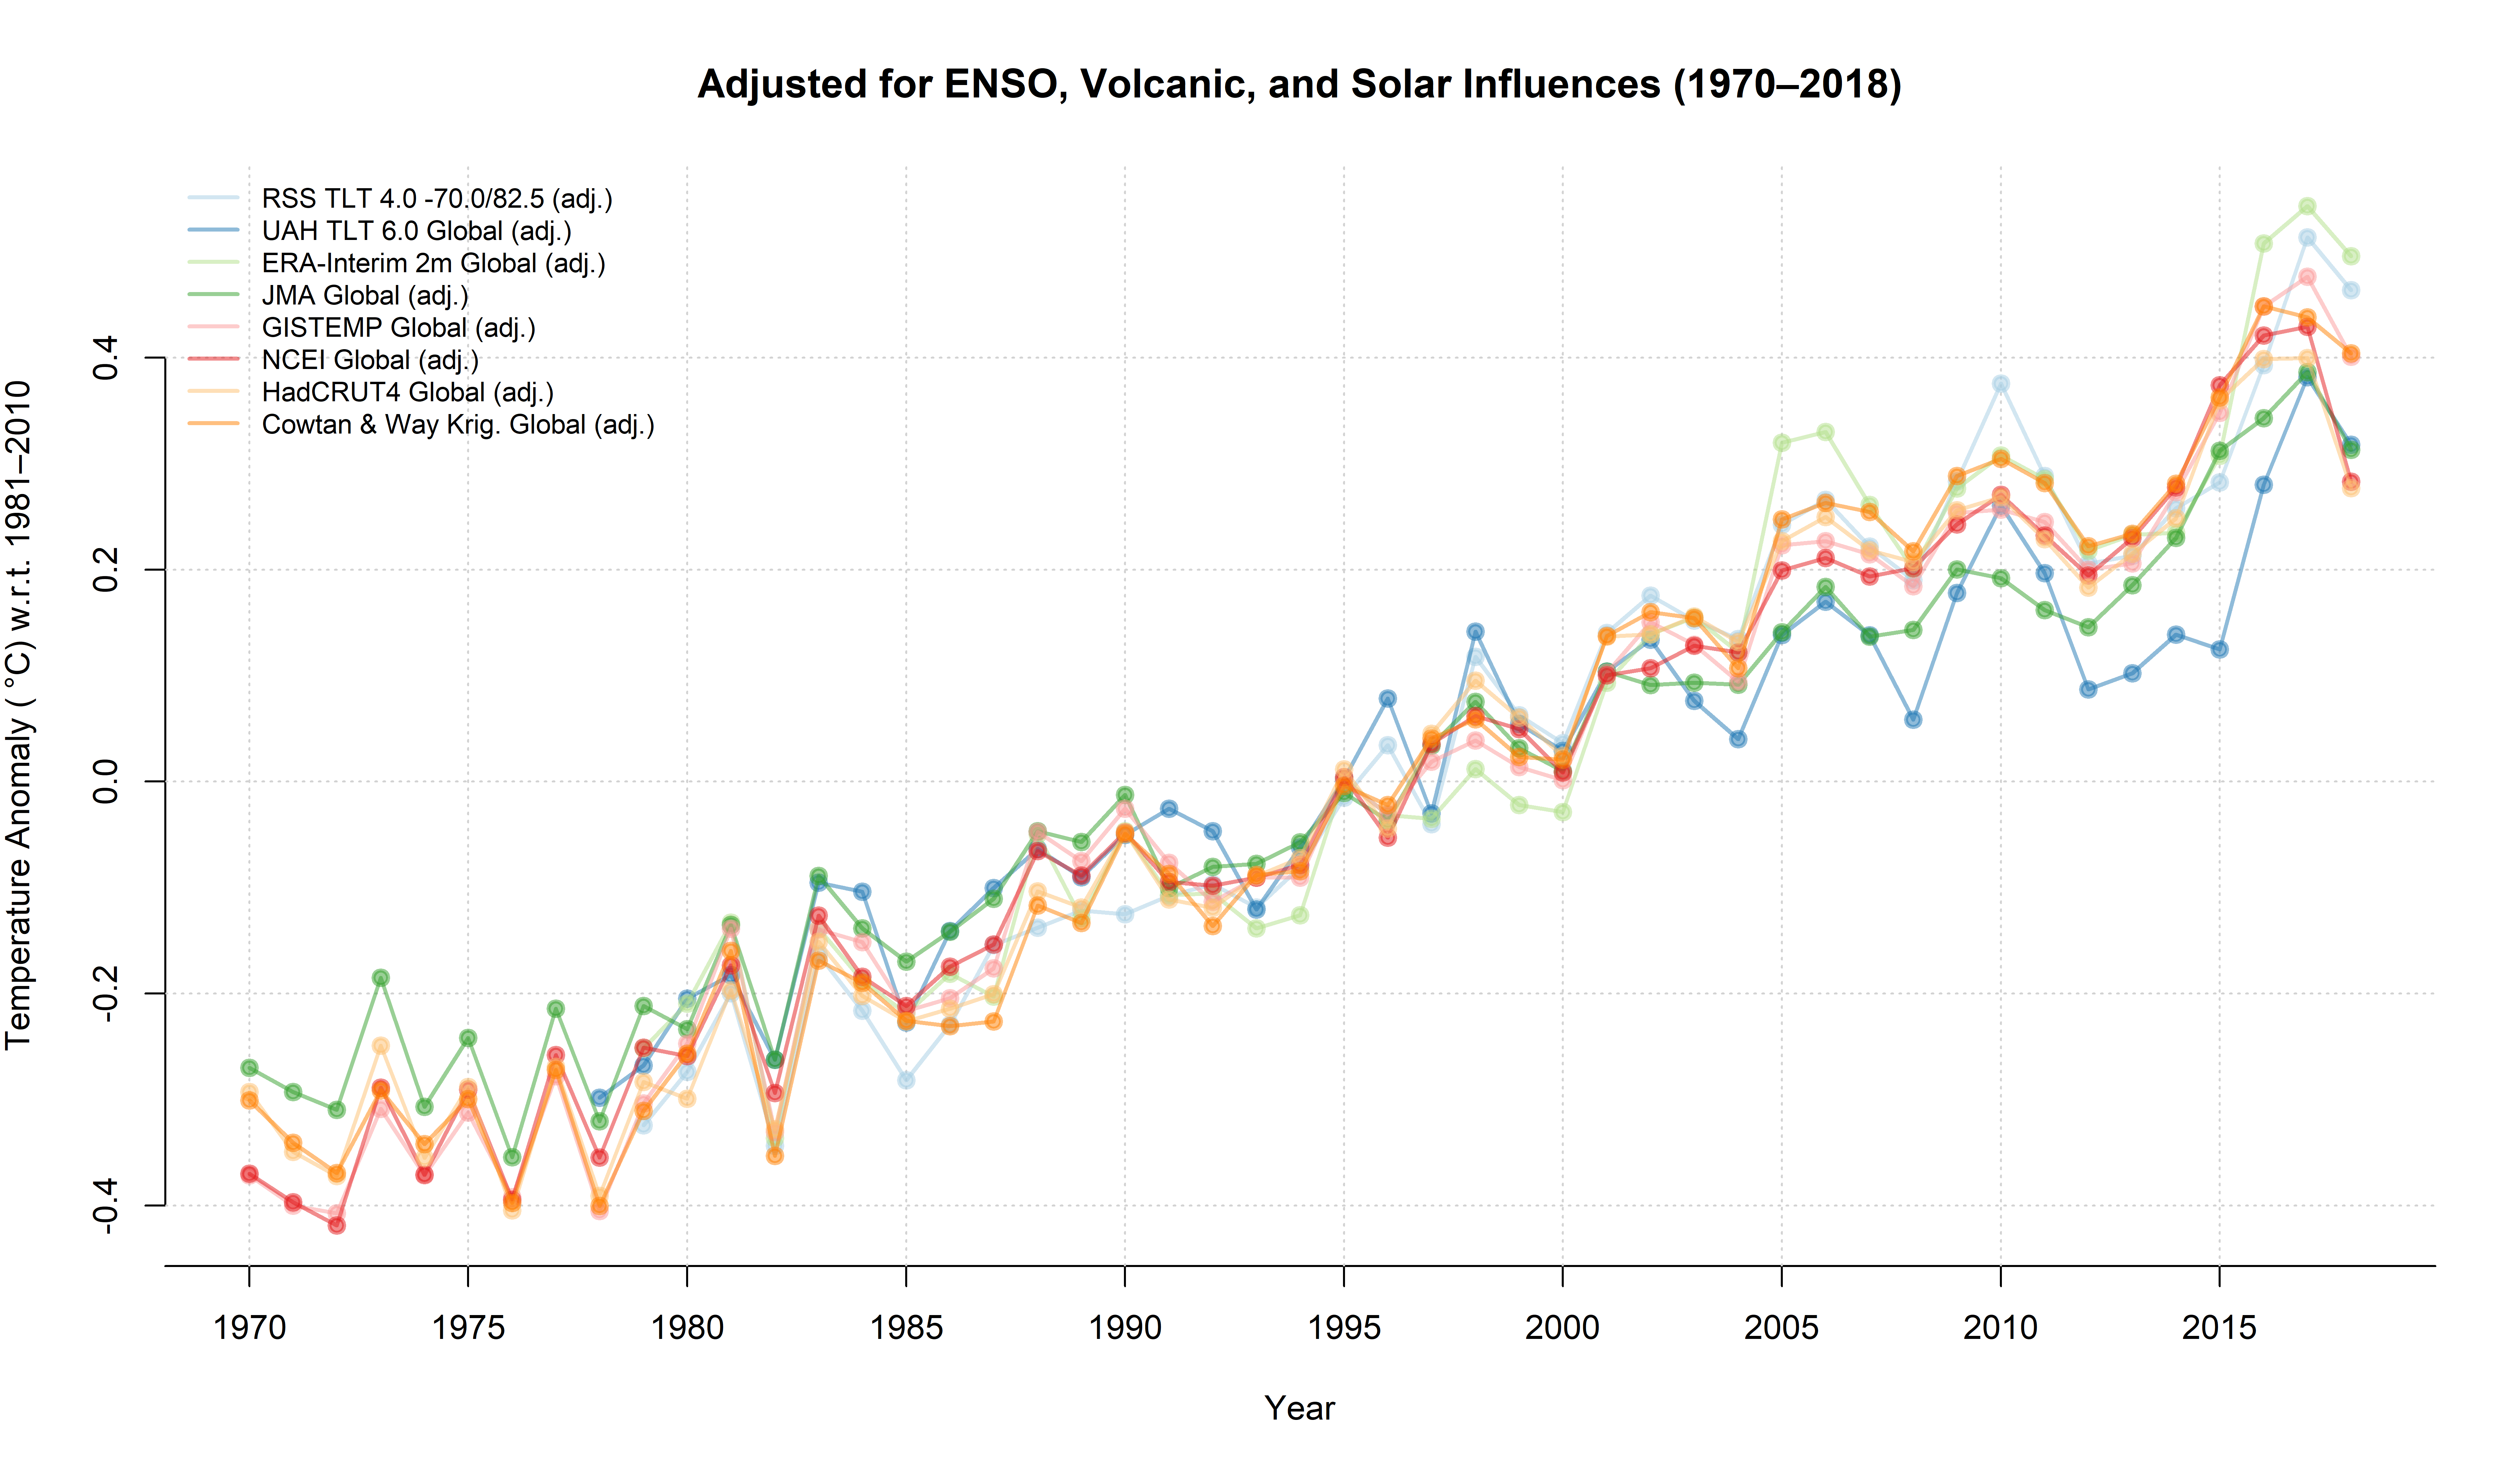 Adjusted for ENSO, Volcanic, and Solar Influences (1970–2018)
RSS TLT 4.0 -70.0/82.5 (adj.)
UAH TLT 6.0 Global (adj.)
ERA-Interim 2m Global (adj.)
JMA Global (adj.)
GISTEMP Global (adj.)
NCEI Global (adj.)
HadCRUT4 Global (adj.)
Cowtan & Way Krig. Global (adj.)
Temperature Anomaly ( °C) w.r.t. 1981–2010
0.4
0.2
0.0
-0.2
-0.4
1970 1975 1980 1985 1990 1995 2000 2005 2010 2015
Year